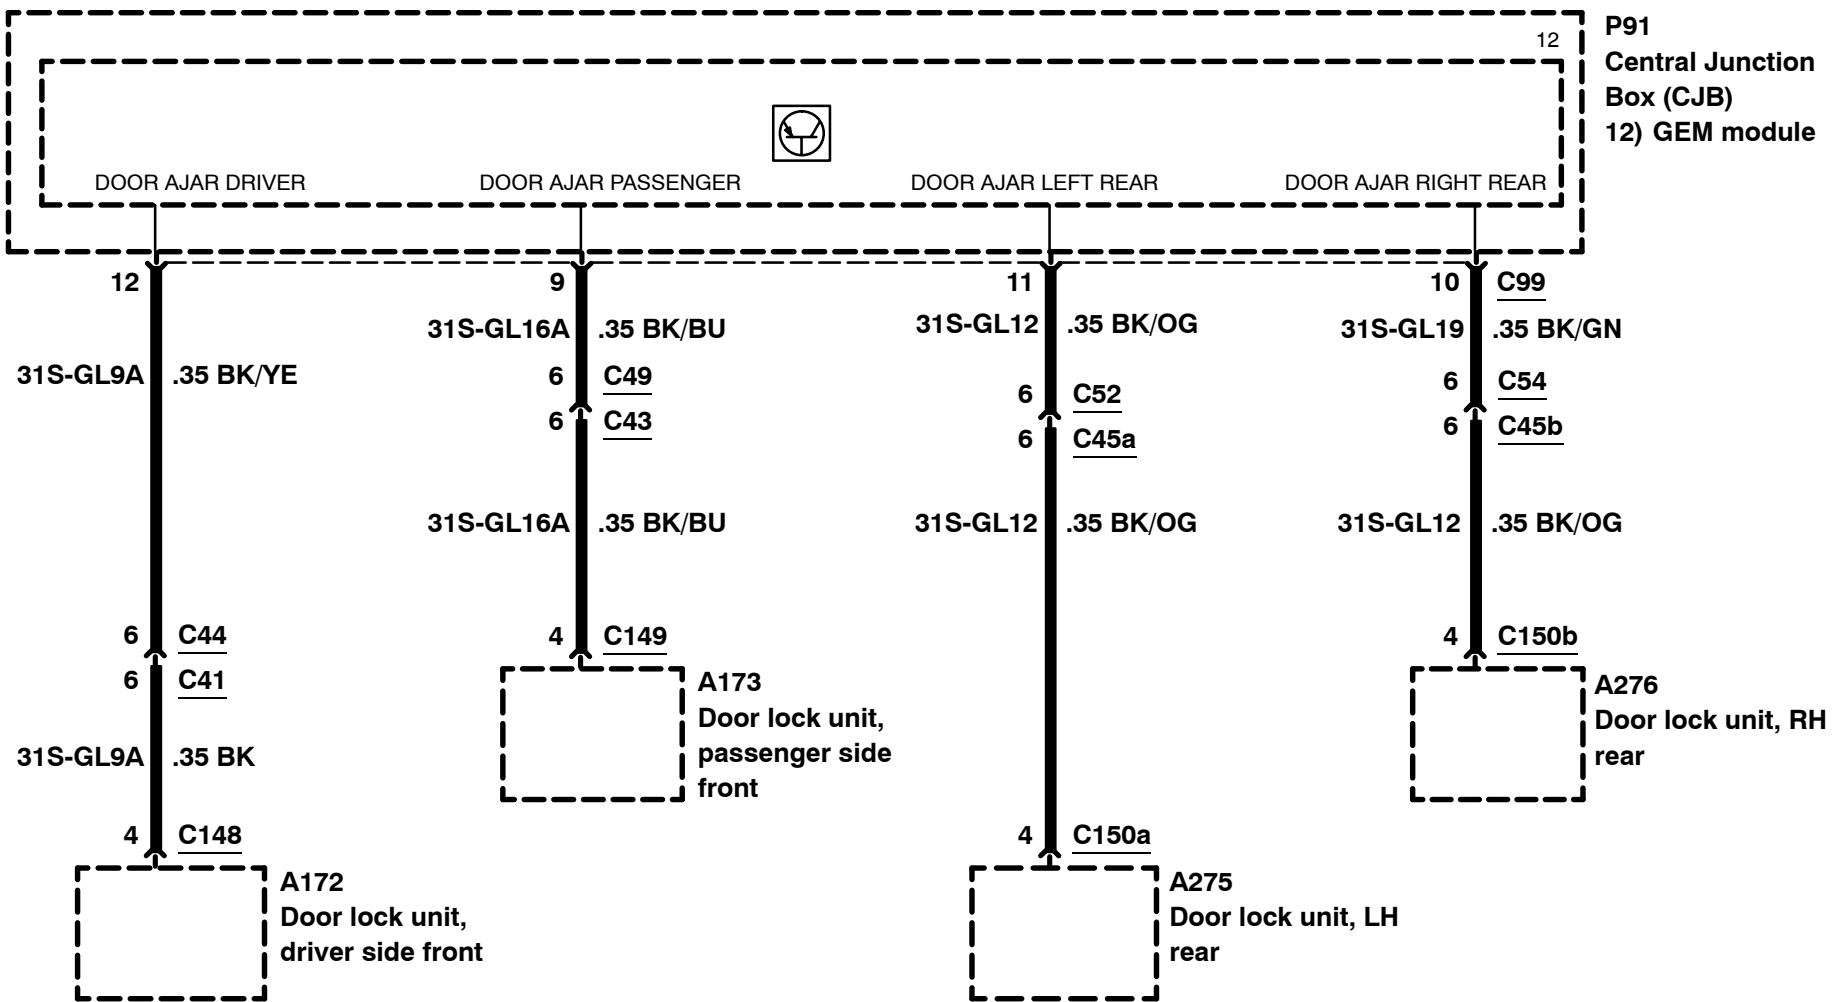 P91
Central Junction
Box (CJB)
12) GEM module
12
DOOR AJAR DRIVER
DOOR AJAR PASSENGER
DOOR AJAR LEFT REAR
DOOR AJAR RIGHT REAR
12
9
11
10
C99
31S-GL16A
.35 BK/BU
31S-GL12
.35 BK/OG
31S-GL19
.35 BK/GN
31S-GL9A
.35 BK/YE
6
C49
6
C43
6
C52
6
C45a
6
C54
6
C45b
31S-GL16A
.35 BK/BU
31S-GL12
.35 BK/OG
31S-GL12
.35 BK/OG
6
C44
6
C41
4
C149
4
C150b
A173
Door lock unit,
passenger side
front
A276
Door lock unit, RH
rear
31S-GL9A
.35 BK
4
C148
4
C150a
A172
Door lock unit,
driver side front
A275
Door lock unit, LH
rear